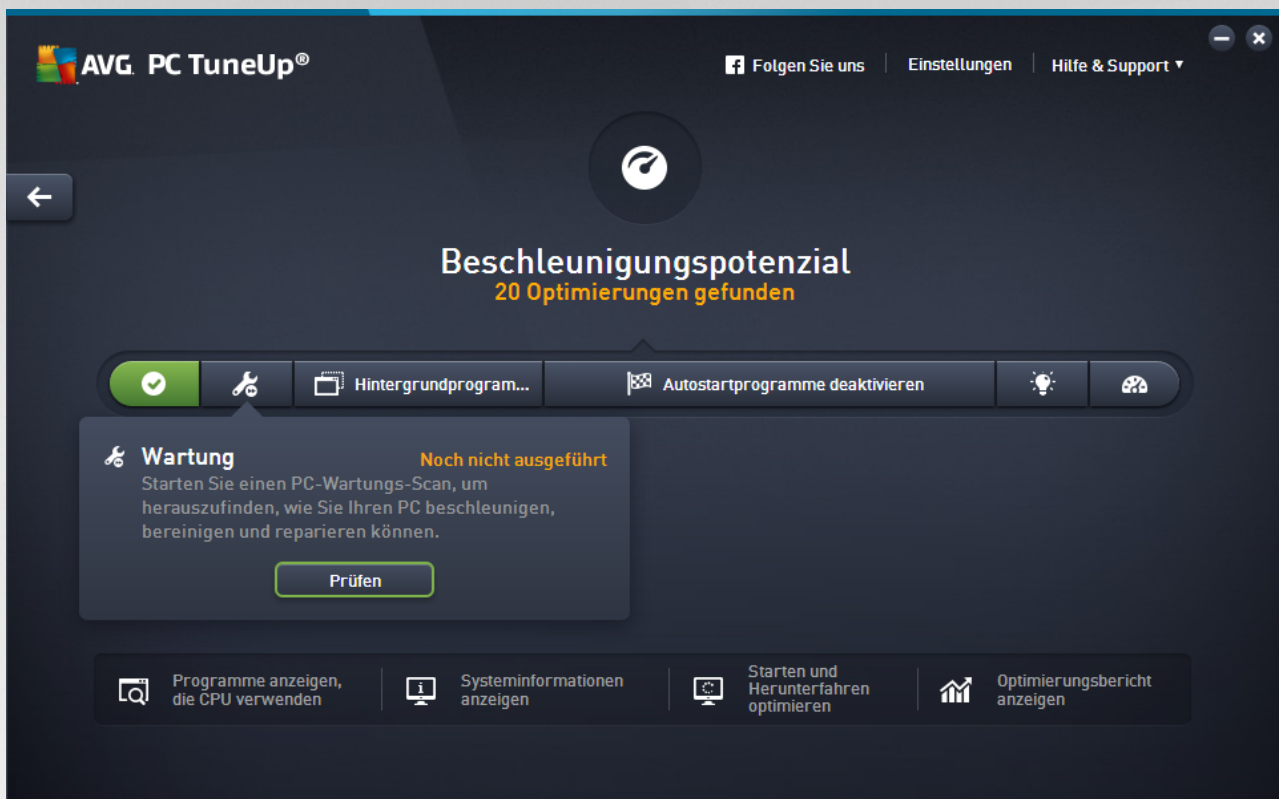 AVG. PC TuneUp®
Folgen Sie uns
Einstellungen
Hilfe & Support
Beschleunigungspotenzial
20 Optimierungen gefunden
Hintergrundprogram...
Autostartprogramme deaktivieren
Wartung
Noch nicht ausgeführt
Starten Sie einen PC-Wartungs-Scan, um
herauszufinden, wie Sie Ihren PC beschleunigen,
bereinigen und reparieren können.
Prüfen
Programme anzeigen,
die CPU verwenden
Systeminformationen
anzeigen
Starten und
Herunterfahren
optimieren
Optimierungsbericht
anzeigen